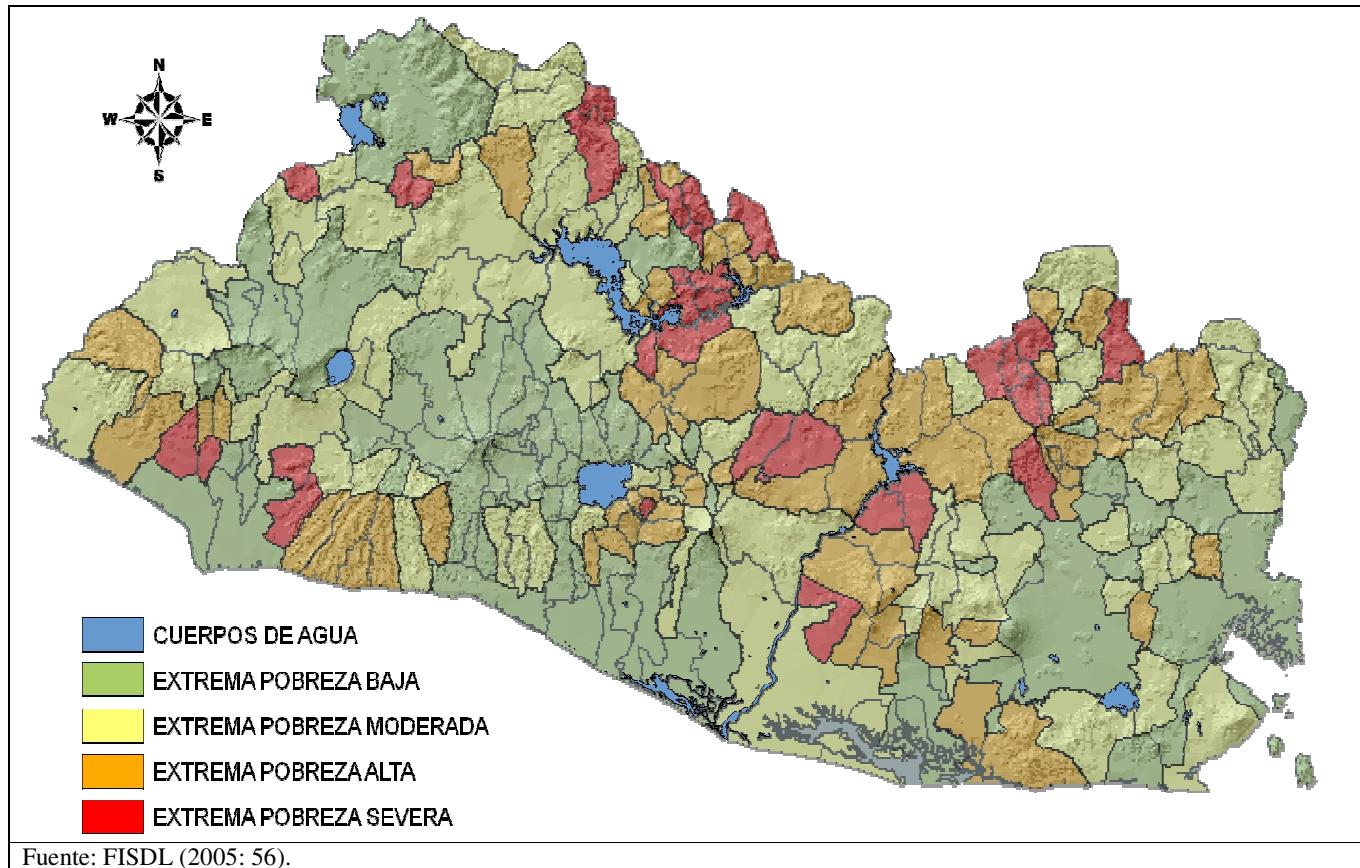 N
W E
S
CUERPOS DE AGUA
EXTREMA POBREZA BAJA
EXTREMA POBREZA MODERADA
EXTREMA POBREZA ALTA
EXTREMA POBREZA SEVERA
Fuente: FISDL (2005: 56).